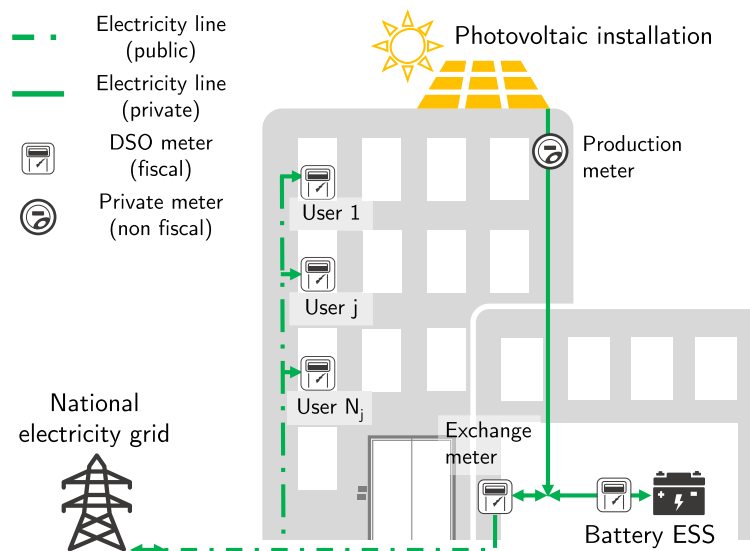 Electricity line
(public)
Electricity line
(private)
DSO meter
(fiscal)
Private meter
(non fiscal)
Photovoltaic installation
Production
meter
User 1
User j
User Nj
National
electricity grid
Exchange
meter
Battery ESS